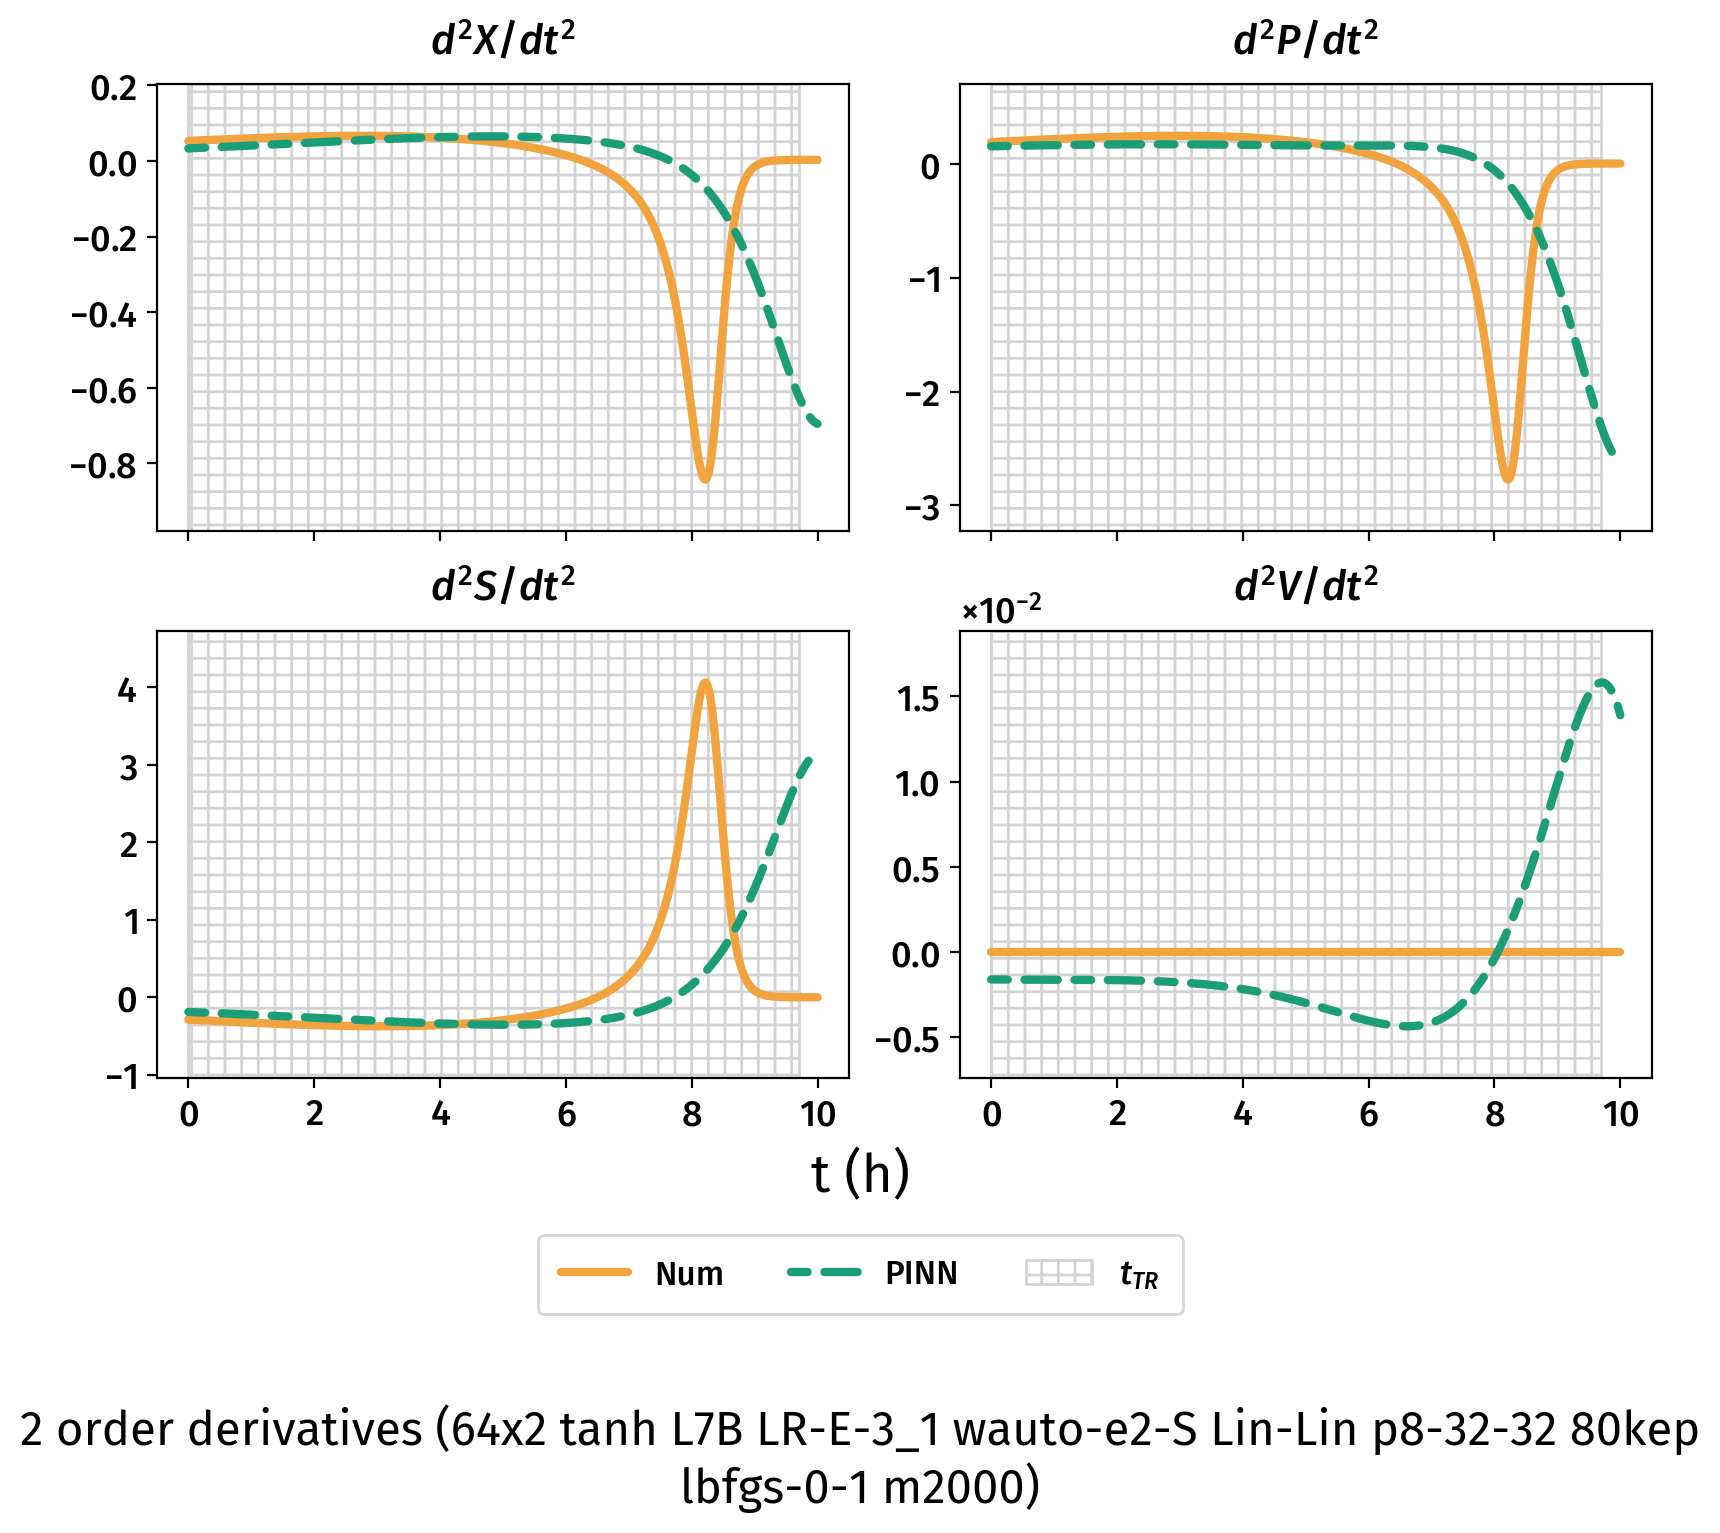 d²X/dt²
d²P/dt²
0.2
0.0
−0.2
−0.4
−0.6
−0.8
0
−1
−2
−3
d²S/dt²
d²V/dt²
×10⁻²
4
3
2
1
0
−1
1.5
1.0
0.5
0.0
−0.5
0 2 4 6 8 10
0 2 4 6 8 10
t (h)
Num PINN t_TR
2 order derivatives (64x2 tanh L7B LR-E-3_1 wauto-e2-S Lin-Lin p8-32-32 80kep
lbfgs-0-1 m2000)